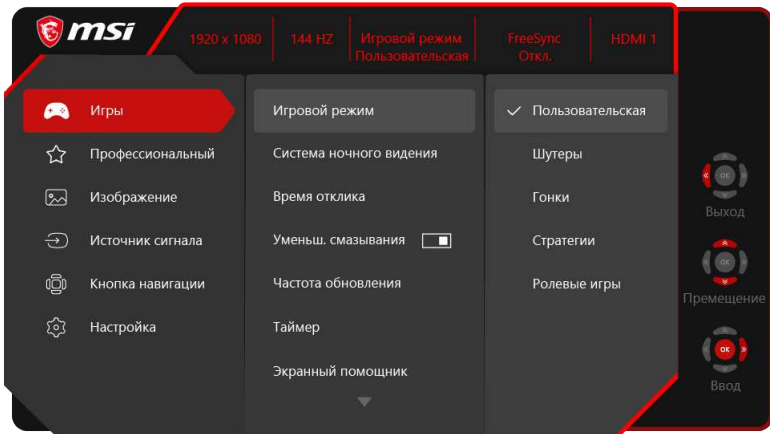 msi
1920 x 1080
144 HZ
Игровой режим
Пользовательская
FreeSync
Откл.
HDMI 1
Игры
Профессиональный
Изображение
Источник сигнала
Кнопка навигации
Настройка
Игровой режим
Система ночного видения
Время отклика
Уменьш. смазывания
Частота обновления
Таймер
Экранный помощник
Пользовательская
Шутеры
Гонки
Стратегии
Ролевые игры
OK
Выход
OK
Премещение
OK
Ввод